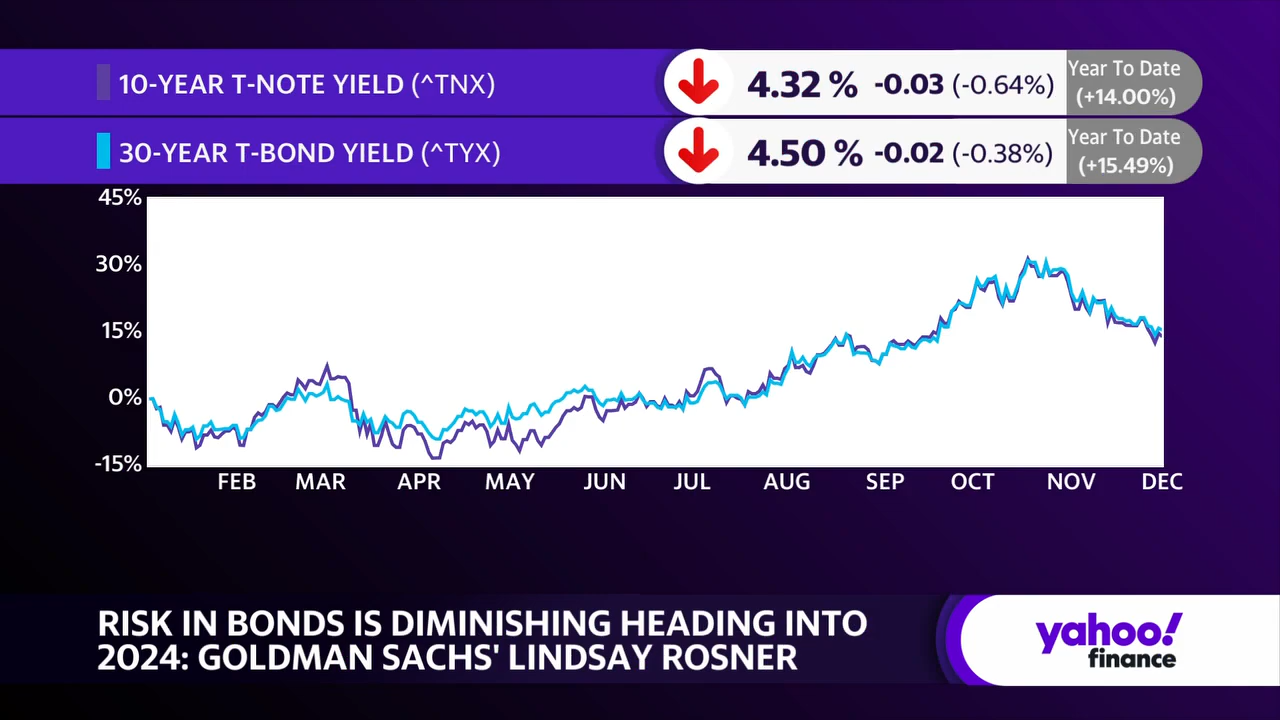 10-YEAR T-NOTE YIELD (^TNX)
4.32 % -0.03 (-0.64%)
Year To Date
(+14.00%)
30-YEAR T-BOND YIELD (^TYX)
4.50 % -0.02 (-0.38%)
Year To Date
(+15.49%)
45%
30%
15%
0%
-15%
FEB MAR APR MAY JUN JUL AUG SEP OCT NOV DEC
RISK IN BONDS IS DIMINISHING HEADING INTO
2024: GOLDMAN SACHS' LINDSAY ROSNER
yahoo!
finance